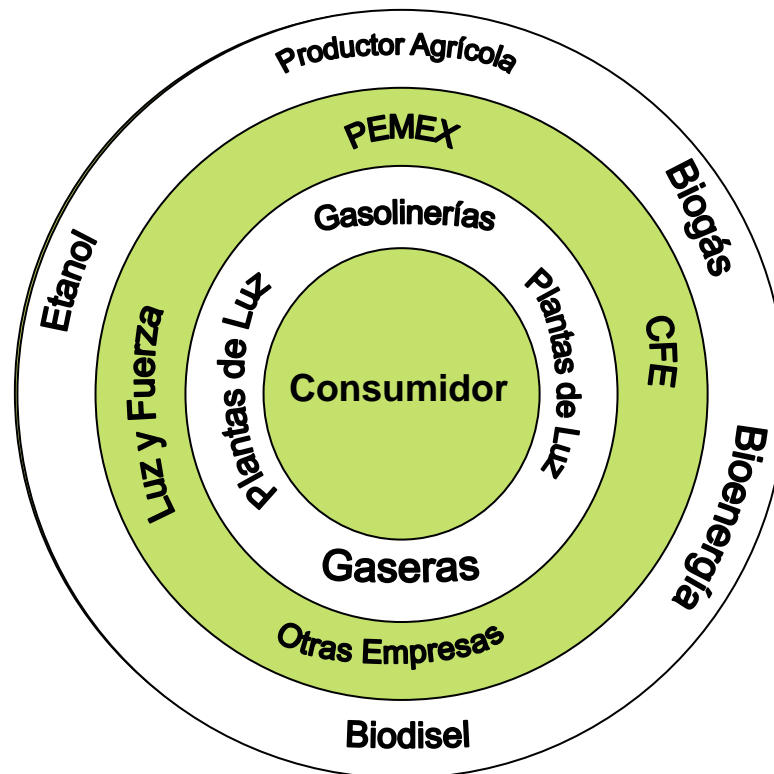 Productor Agrícola
PEMEX
Biogás
Gasolinerías
Etanol
Plantas de Luz
Plantas de Luz
CFE
Luz y Fuerza
Consumidor
Bioenergía
Gaseras
Otras Empresas
Biodisel